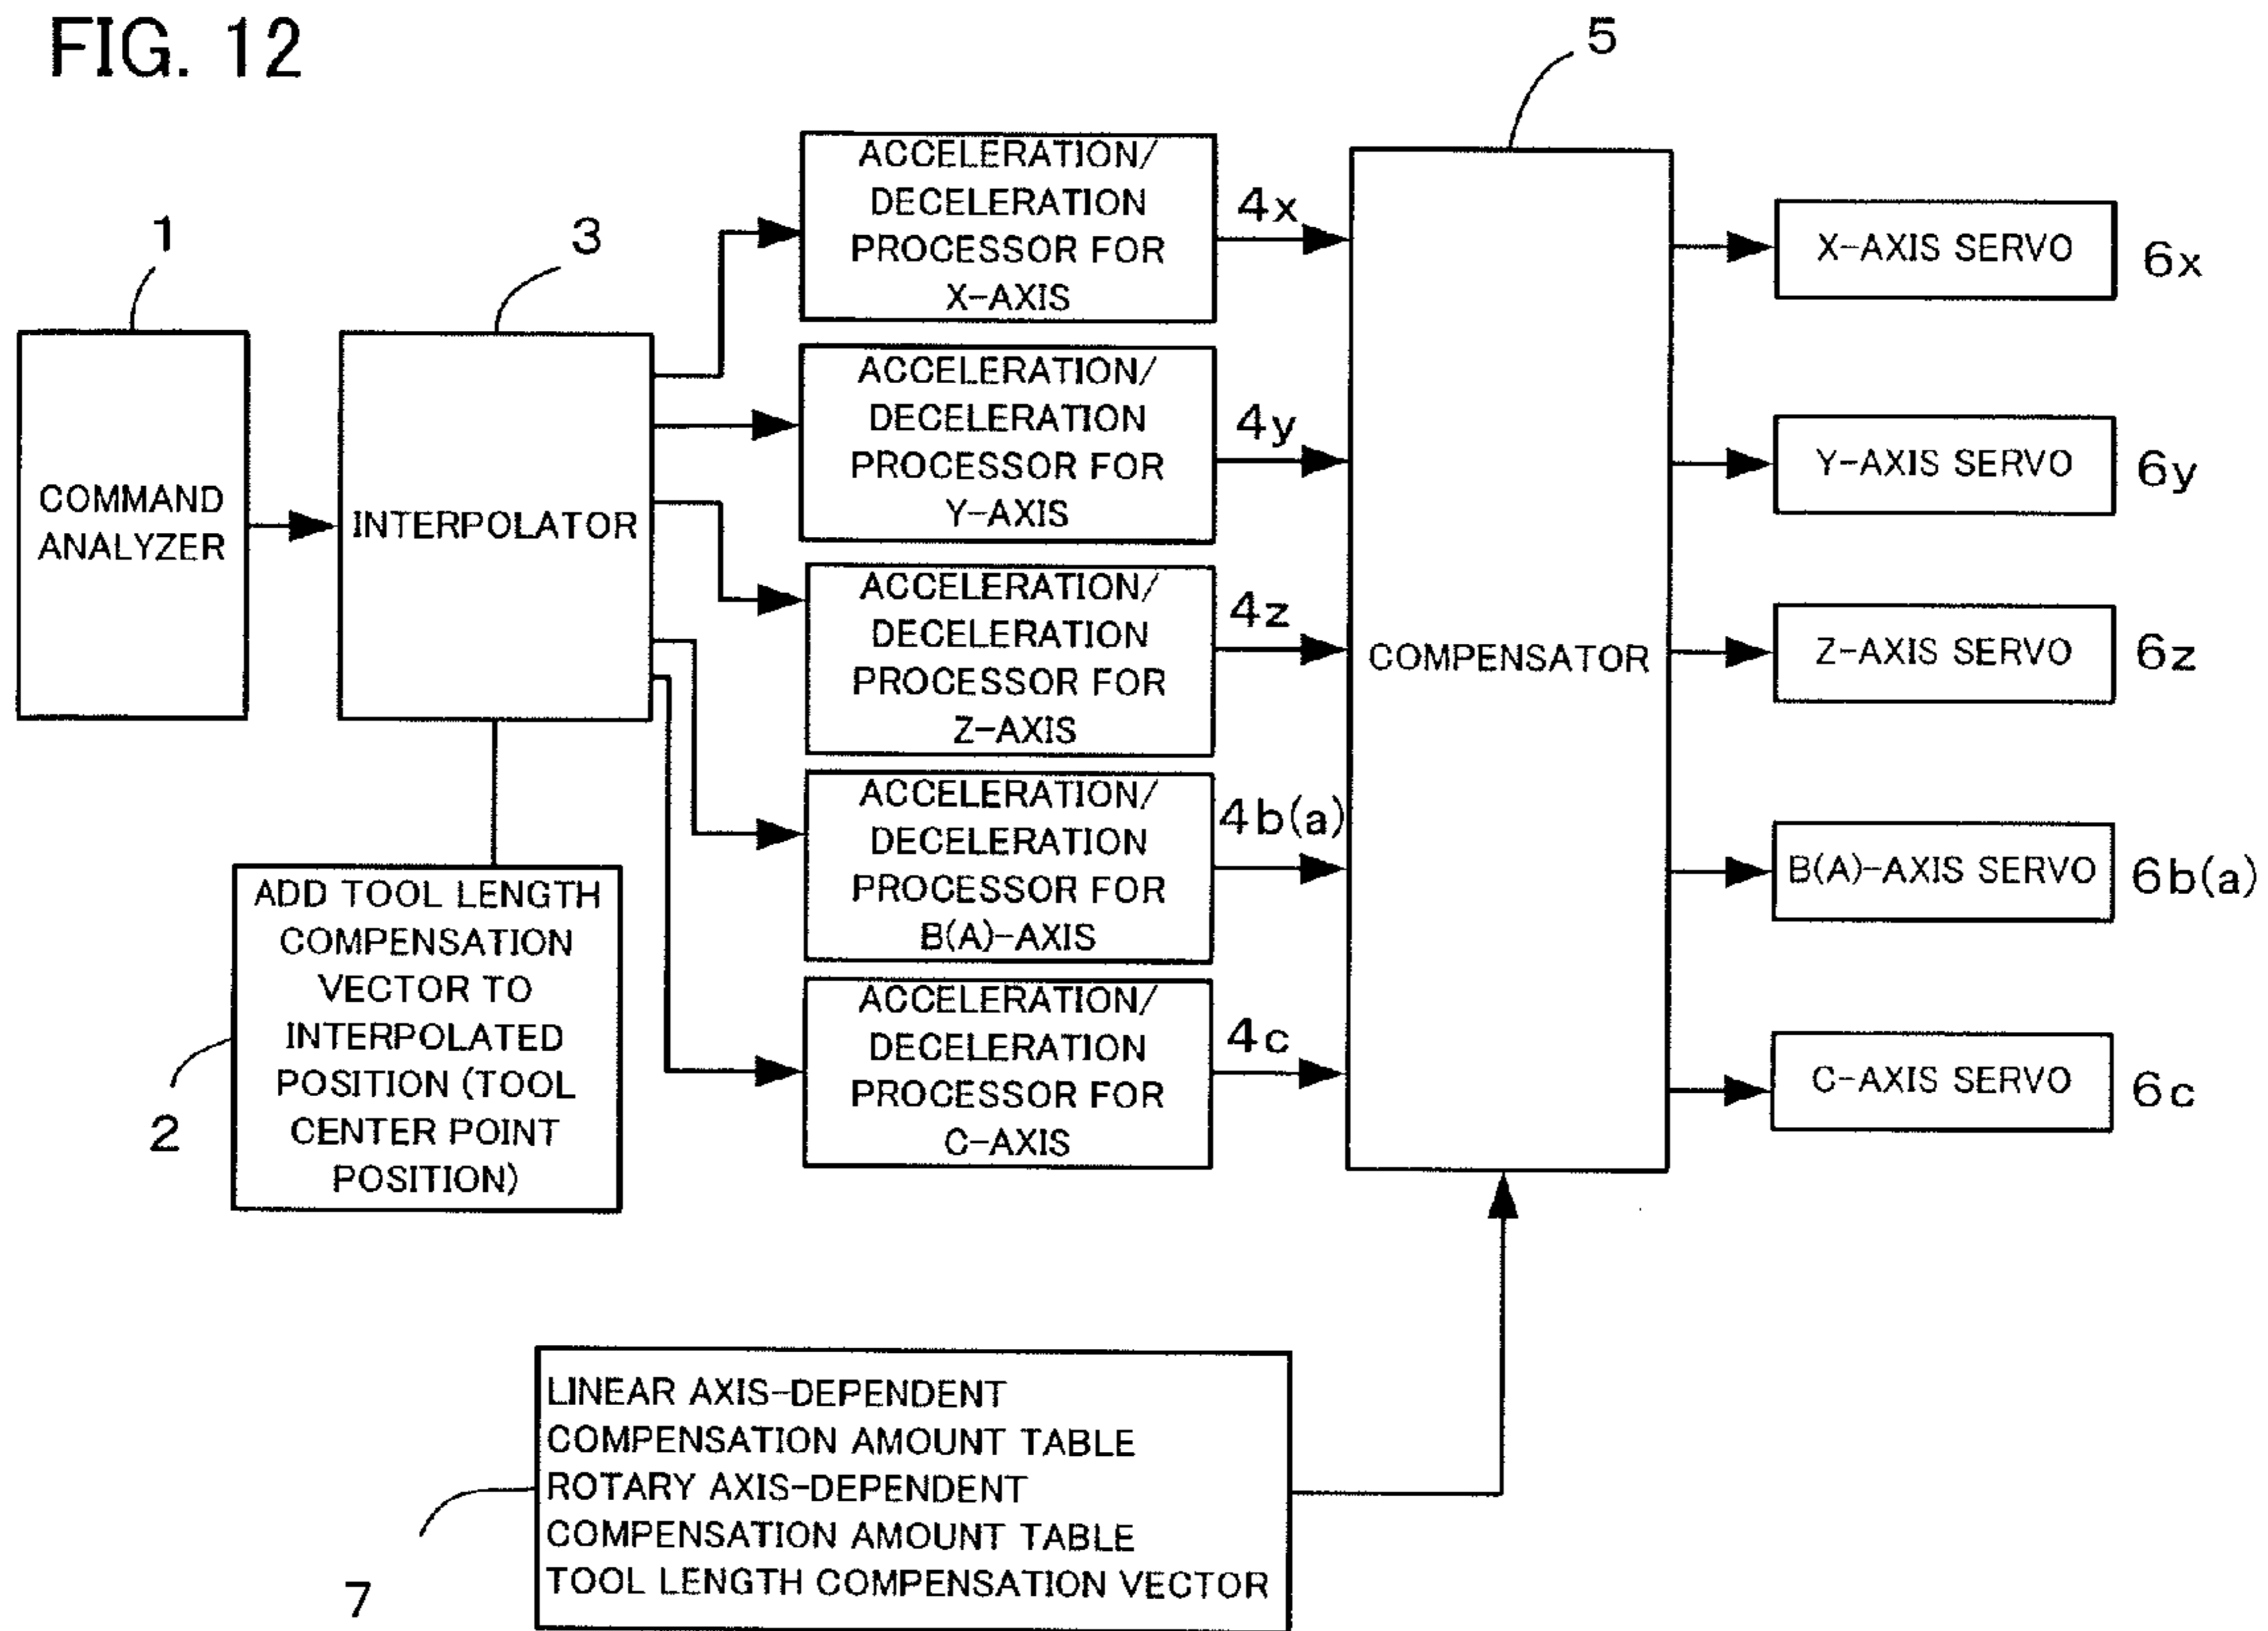 FIG. 12
5
ACCELERATION/
DECELERATION
PROCESSOR FOR
X-AXIS
4x
X-AXIS SERVO
6x
1
3
COMMAND
ANALYZER
INTERPOLATOR
ACCELERATION/
DECELERATION
PROCESSOR FOR
Y-AXIS
4y
Y-AXIS SERVO
6y
ACCELERATION/
DECELERATION
PROCESSOR FOR
Z-AXIS
4z
COMPENSATOR
Z-AXIS SERVO
6z
ACCELERATION/
DECELERATION
PROCESSOR FOR
B(A)-AXIS
4b(a)
B(A)-AXIS SERVO
6b(a)
ADD TOOL LENGTH
COMPENSATION
VECTOR TO
INTERPOLATED
POSITION (TOOL
CENTER POINT
POSITION)
2
ACCELERATION/
DECELERATION
PROCESSOR FOR
C-AXIS
4c
C-AXIS SERVO
6c
LINEAR AXIS-DEPENDENT
COMPENSATION AMOUNT TABLE
ROTARY AXIS-DEPENDENT
COMPENSATION AMOUNT TABLE
TOOL LENGTH COMPENSATION VECTOR
7